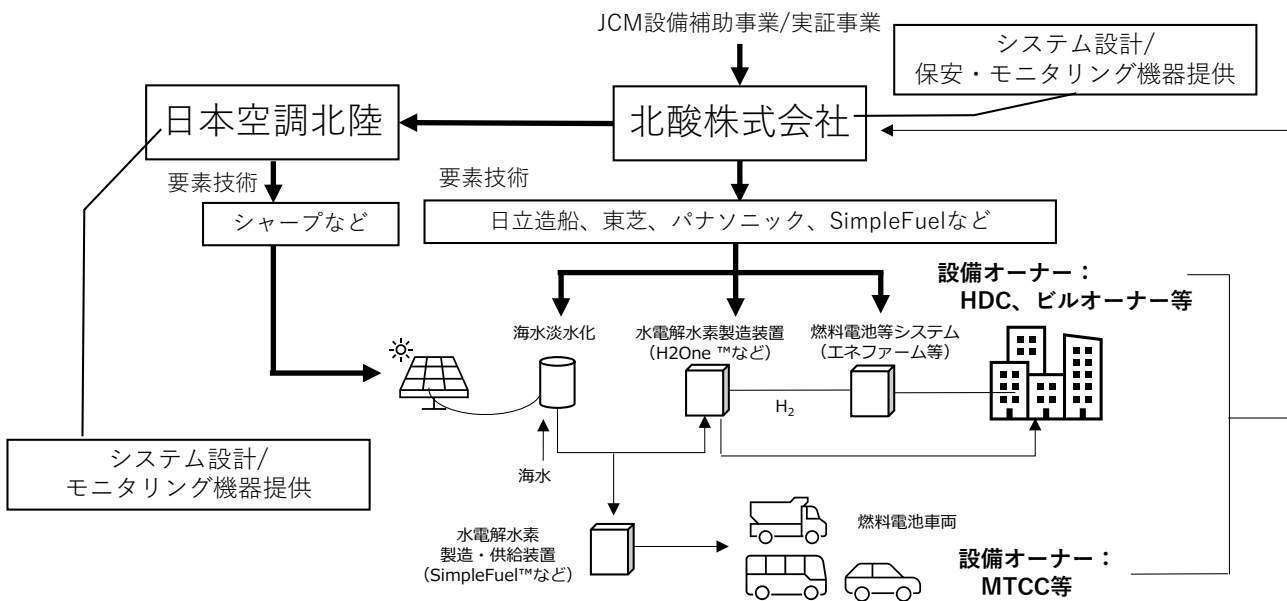 JCM設備補助事業/実証事業
システム設計/
保安・モニタリング機器提供
日本空調北陸
北酸株式会社
要素技術
要素技術
シャープなど
日立造船、東芝、パナソニック、SimpleFuelなど
設備オーナー：
HDC、ビルオーナー等
海水淡水化
水電解水素製造装置
（H2One ™など）
燃料電池等システム
（エネファーム等）
H₂
システム設計/
モニタリング機器提供
海水
水電解水素
製造・供給装置
（SimpleFuel™など）
燃料電池車両
設備オーナー：
MTCC等